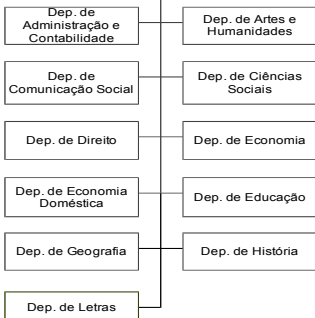 Dep. de
Administração e
Contabilidade
Dep. de Artes e
Humanidades
Dep. de
Comunicação Social
Dep. de Ciências
Sociais
Dep. de Direito
Dep. de Economia
Dep. de Economia
Doméstica
Dep. de Educação
Dep. de Geografia
Dep. de História
Dep. de Letras